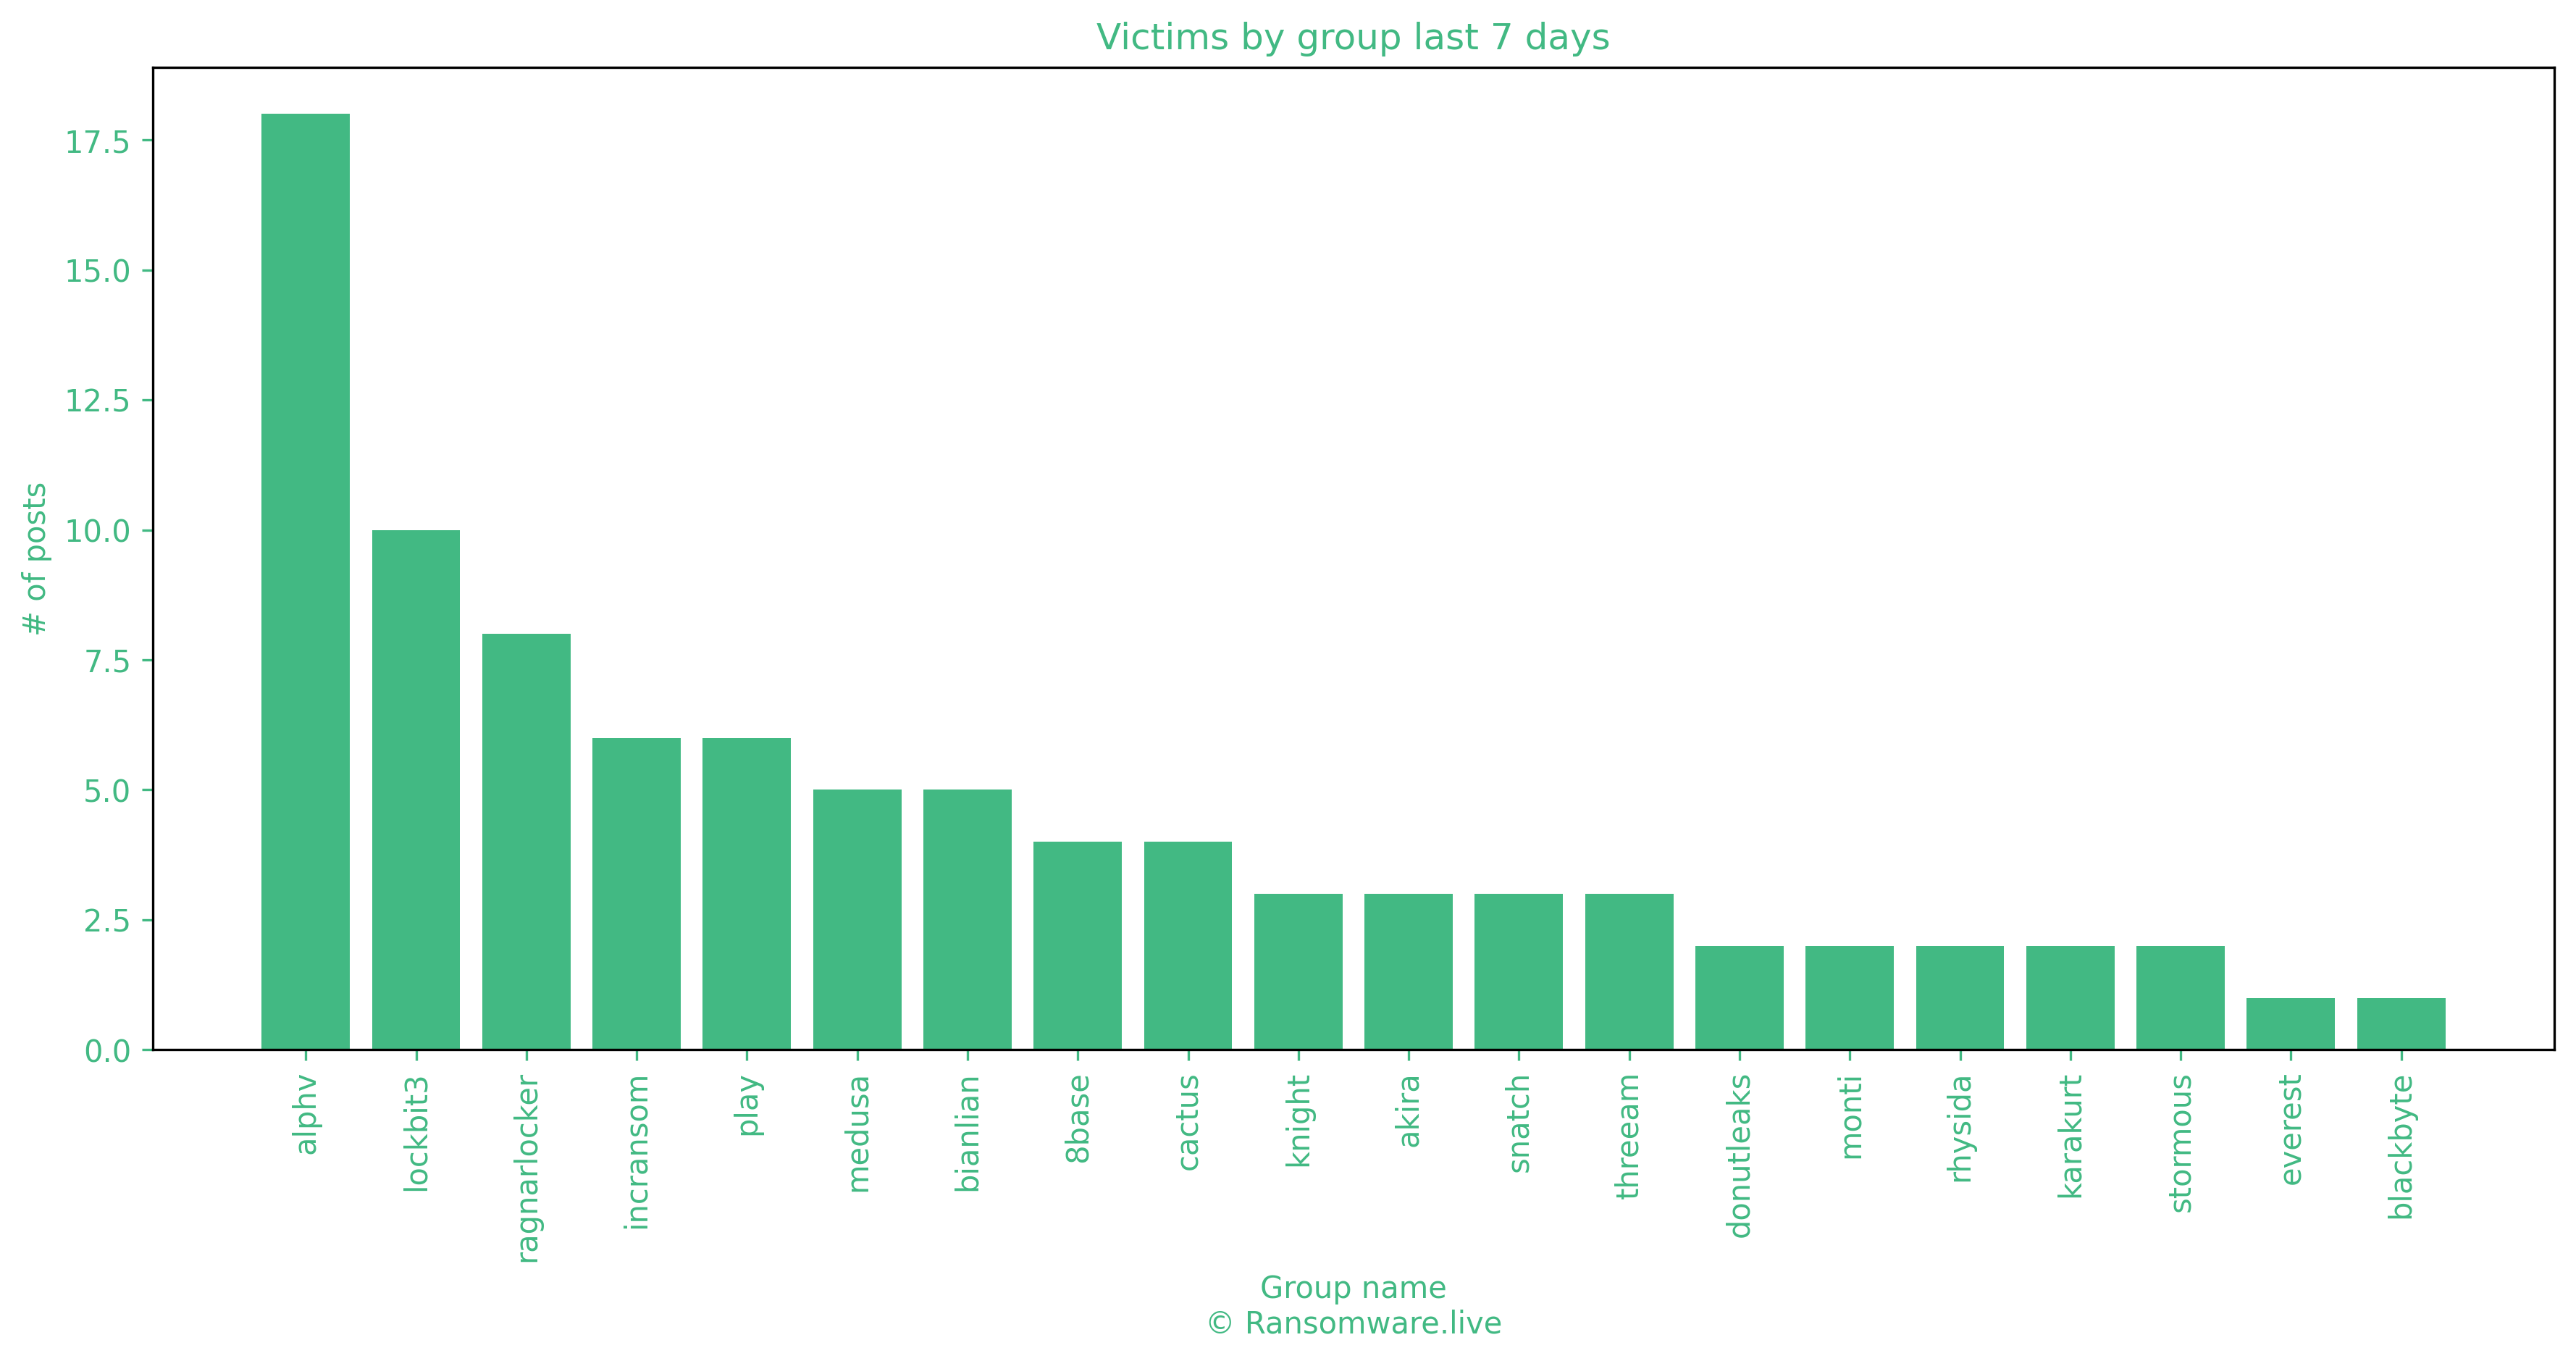 Victims by group last 7 days
# of posts
17.5
15.0
12.5
10.0
7.5
5.0
2.5
0.0
alphv
lockbit3
ragnarlocker
incransom
play
medusa
bianlian
8base
cactus
knight
akira
snatch
threeam
donutleaks
monti
rhysida
karakurt
stormous
everest
blackbyte
Group name
© Ransomware.live